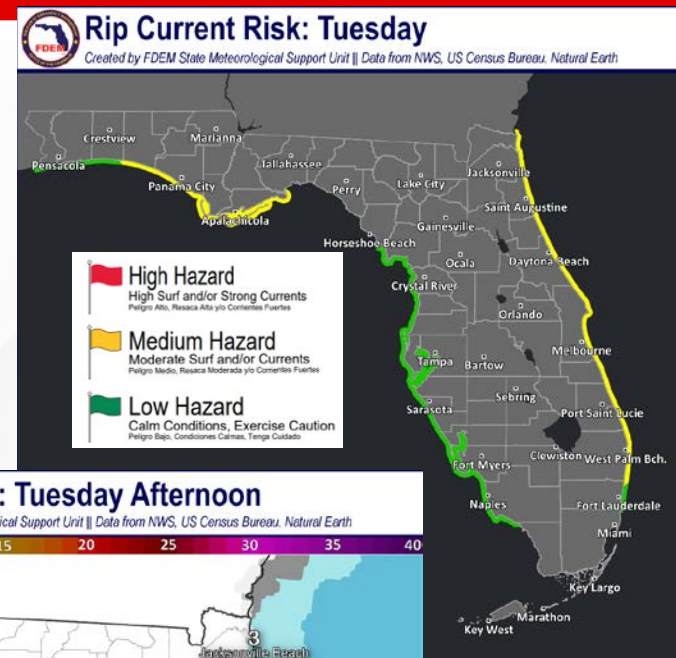 Rip Current Risk: Tuesday
Created by FDEM State Meteorological Support Unit || Data from NWS, US Census Bureau. Natural Earth
FDEM
Crestview
Marianna
Pensacola
Tallahassee
Jacksonville
Panama City
Perry
Lake City
Apalachicola
Saint Augustine
Gainesville
Horseshoe Beach
Ocala
Daytona Beach
Crystal River
Orlando
Tampa
Bartow
Melbourne
Sebring
Sarasota
Port Saint Lucie
Clewiston
West Palm Bch.
Fort Myers
Naples
Fort Lauderdale
Miami
Key Largo
Marathon
Key West
High Hazard
High Surf and/or Strong Currents
Peligro Alto, Resaca Alta y/o Corrientes Fuertes
Medium Hazard
Moderate Surf and/or Currents
Peligro Medio, Resaca Moderada y/o Corrientes Fuertes
Low Hazard
Calm Conditions, Exercise Caution
Peligro Bajo, Condiciones Calmas, Tenga Cuidado
: Tuesday Afternoon
ical Support Unit || Data from NWS, US Census Bureau. Natural Earth
15 20 25 30 35 40
3
Jacksonville Beach